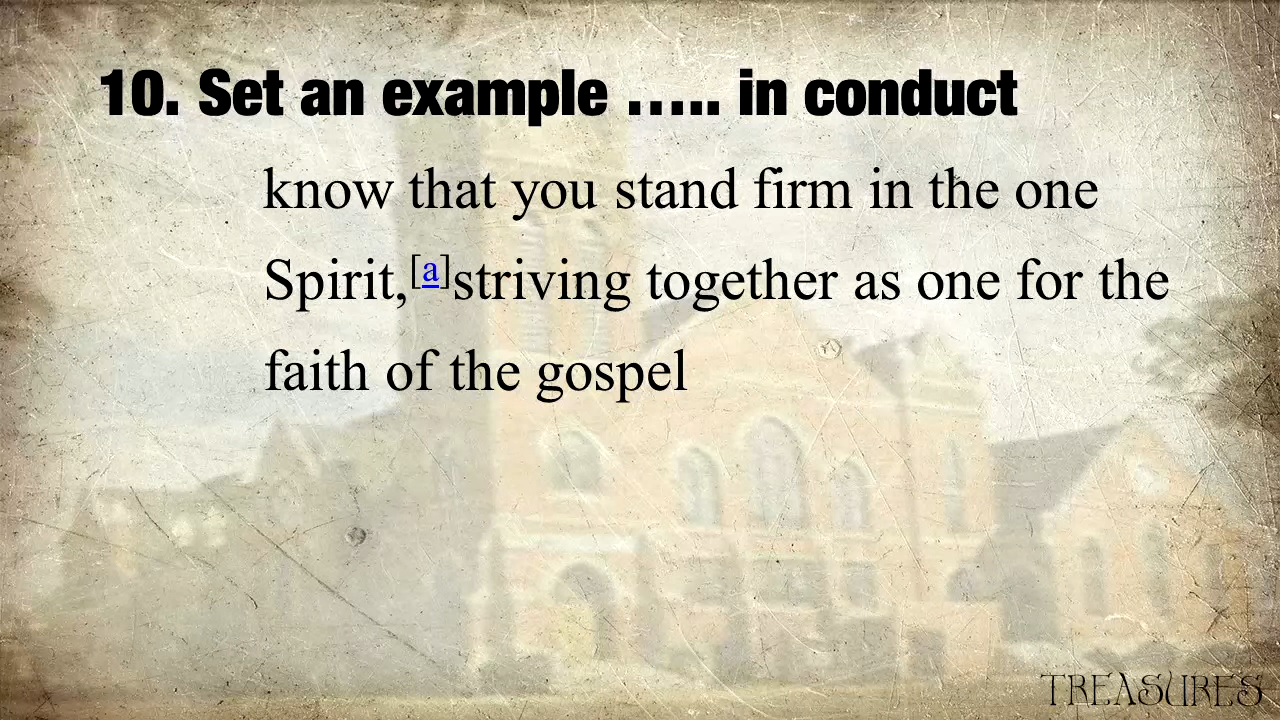 10. Set an example ….. in conduct
know that you stand firm in the one
Spirit,[a]striving together as one for the
faith of the gospel
TREASURES